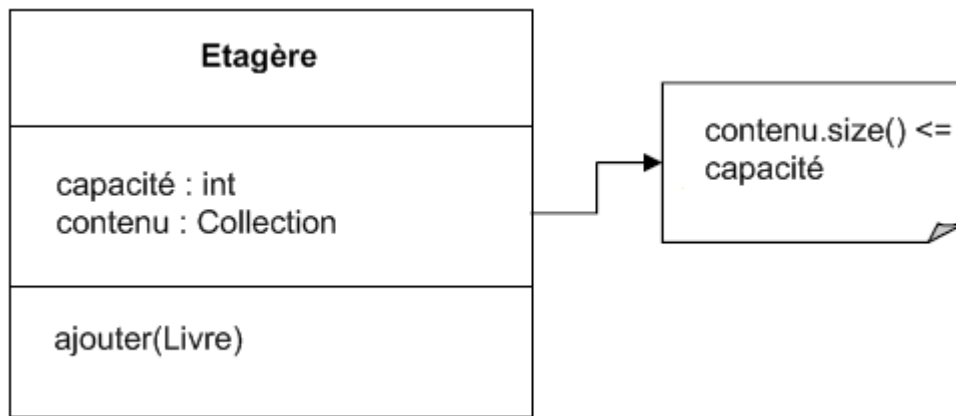 Etagère
capacité : int
contenu : Collection
ajouter(Livre)
contenu.size() <=
capacité